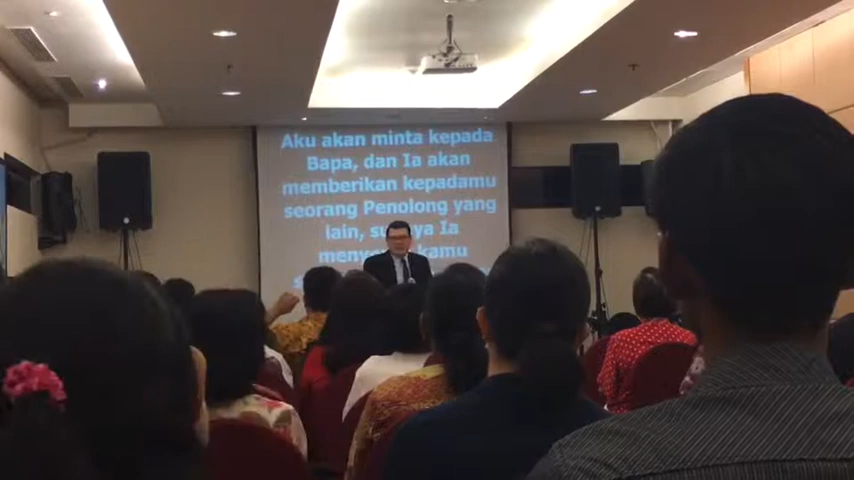 Aku akan minta kepada
Bapa, dan Ia akan
memberikan kepadamu
seorang Penolong yang
lain, Ia
kamu